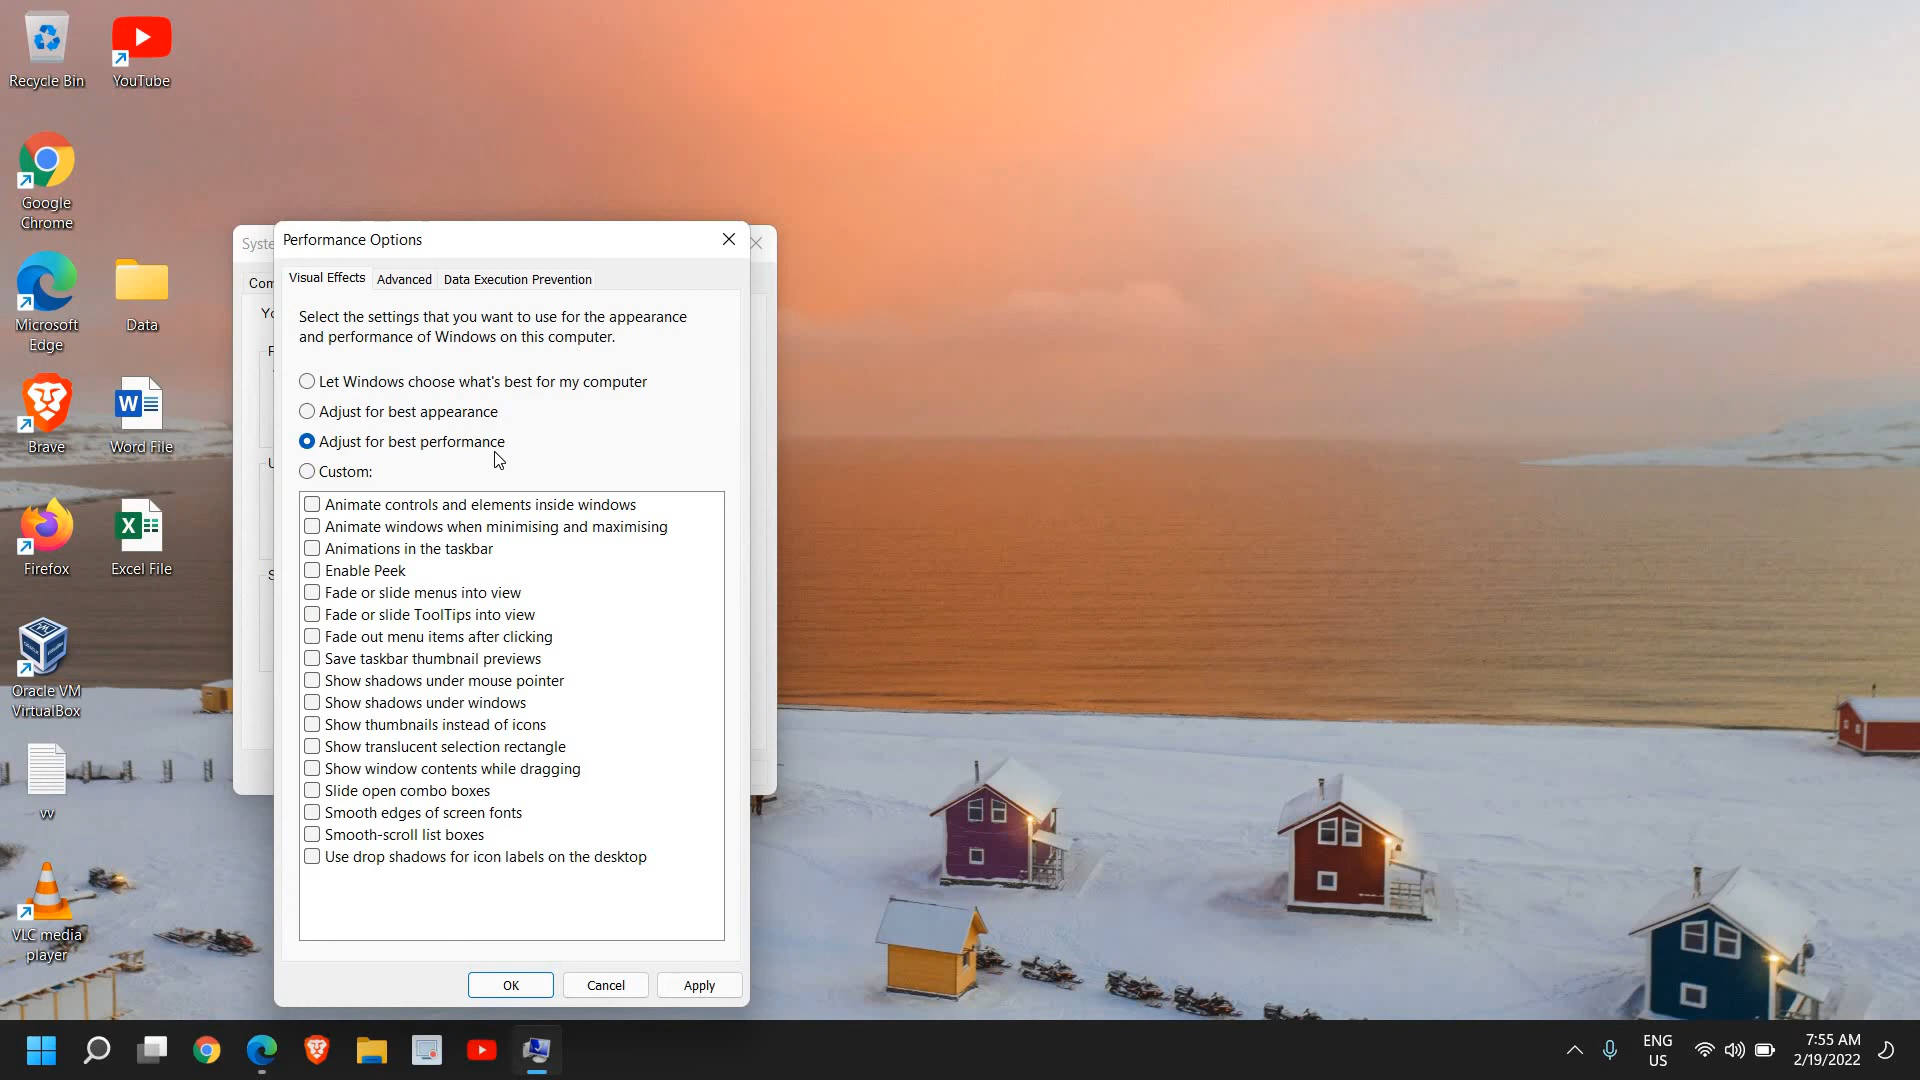 Recycle Bin
YouTube
Google
Chrome
Microsoft
Edge
Data
Brave
Word File
Firefox
Excel File
Oracle VM
VirtualBox
vv
VLC media
player
Syste
Com
Yo
Performance Options
Visual Effects
Advanced
Data Execution Prevention
Select the settings that you want to use for the appearance
and performance of Windows on this computer.
Let Windows choose what's best for my computer
Adjust for best appearance
Adjust for best performance
Custom:
Animate controls and elements inside windows
Animate windows when minimising and maximising
Animations in the taskbar
Enable Peek
Fade or slide menus into view
Fade or slide ToolTips into view
Fade out menu items after clicking
Save taskbar thumbnail previews
Show shadows under mouse pointer
Show shadows under windows
Show thumbnails instead of icons
Show translucent selection rectangle
Show window contents while dragging
Slide open combo boxes
Smooth edges of screen fonts
Smooth-scroll list boxes
Use drop shadows for icon labels on the desktop
OK
Cancel
Apply
ENG
US
7:55 AM
2/19/2022